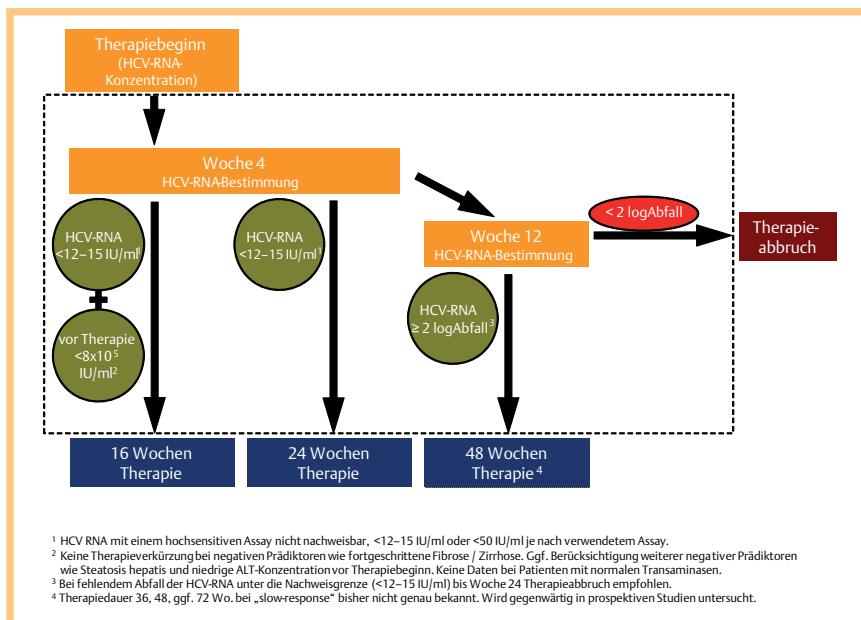 Therapiebeginn
(HCV-RNA-
Konzentration)
Woche 4
HCV-RNA-Bestimmung
HCV-RNA
<12–15 IU/ml¹
vor Therapie
<8x10⁵
IU/ml²
HCV-RNA
<12–15 IU/ml¹
Woche 12
HCV-RNA-Bestimmung
< 2 logAbfall
Therapie-
abbruch
HCV-RNA
≥ 2 logAbfall³
16 Wochen
Therapie
24 Wochen
Therapie
48 Wochen
Therapie ⁴
¹ HCV RNA mit einem hochsensitiven Assay nicht nachweisbar, <12–15 IU/ml oder <50 IU/ml je nach verwendetem Assay.
² Keine Therapieverkürzung bei negativen Prädiktoren wie fortgeschrittene Fibrose / Zirrhose. Ggf. Berücksichtigung weiterer negativer Prädiktoren
wie Steatosis hepatis und niedrige ALT-Konzentration vor Therapiebeginn. Keine Daten bei Patienten mit normalen Transaminasen.
³ Bei fehlendem Abfall der HCV-RNA unter die Nachweisgrenze (<12–15 IU/ml) bis Woche 24 Therapieabbruch empfohlen.
⁴ Therapiedauer 36, 48, ggf. 72 Wo. bei „slow-response“ bisher nicht genau bekannt. Wird gegenwärtig in prospektiven Studien untersucht.